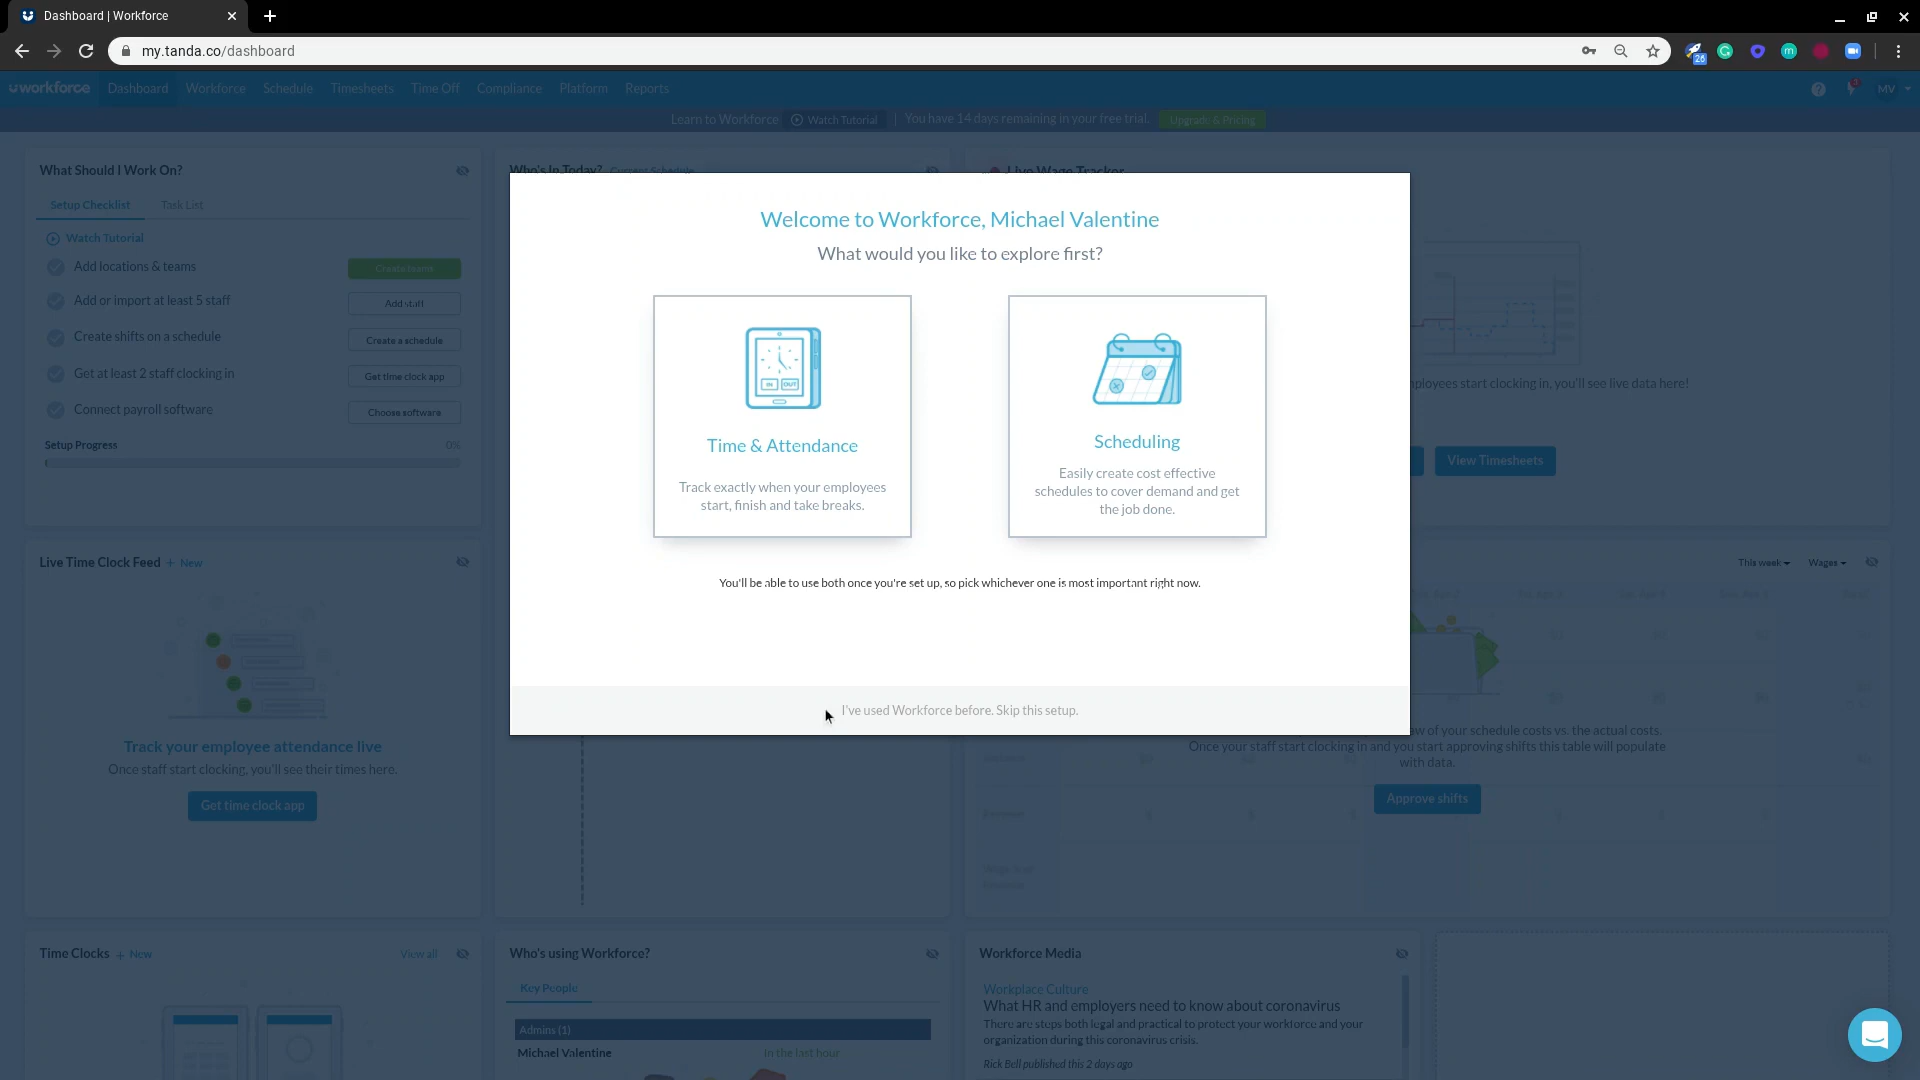 Dashboard | Workforce
my.tanda.co/dashboard
26
workforce
Dashboard
Workforce
Schedule
Timesheets
Time Off
Compliance
Platform
Reports
MV
Learn to Workforce
Watch Tutorial
You have 14 days remaining in your free trial.
Upgrade & Pricing
What Should I Work On?
Setup Checklist
Task List
Watch Tutorial
Add locations & teams
Create teams
Add or import at least 5 staff
Add staff
Create shifts on a schedule
Create a schedule
Get at least 2 staff clocking in
Get time clock app
Connect payroll software
Choose software
Setup Progress
0%
Who's In Today?
Current Schedule
Live Wage Tracker
Welcome to Workforce, Michael Valentine
What would you like to explore first?
IN
OUT
Time & Attendance
Track exactly when your employees
start, finish and take breaks.
Scheduling
Easily create cost effective
schedules to cover demand and get
the job done.
You'll be able to use both once you're set up, so pick whichever one is most important right now.
I've used Workforce before. Skip this setup.
ployees start clocking in, you'll see live data here!
View Timesheets
Live Time Clock Feed
+ New
Track your employee attendance live
Once staff start clocking, you'll see their times here.
Get time clock app
This week
Wages
w of your schedule costs vs. the actual costs.
Once your staff start clocking in and you start approving shifts this table will populate
with data.
Approve shifts
Time Clocks
+ New
View all
Who's using Workforce?
Key People
Admins (1)
Michael Valentine
In the last hour
Workforce Media
Workplace Culture
What HR and employers need to know about coronavirus
There are steps both legal and practical to protect your workforce and your
organization during this coronavirus crisis.
Rick Bell published this 2 days ago